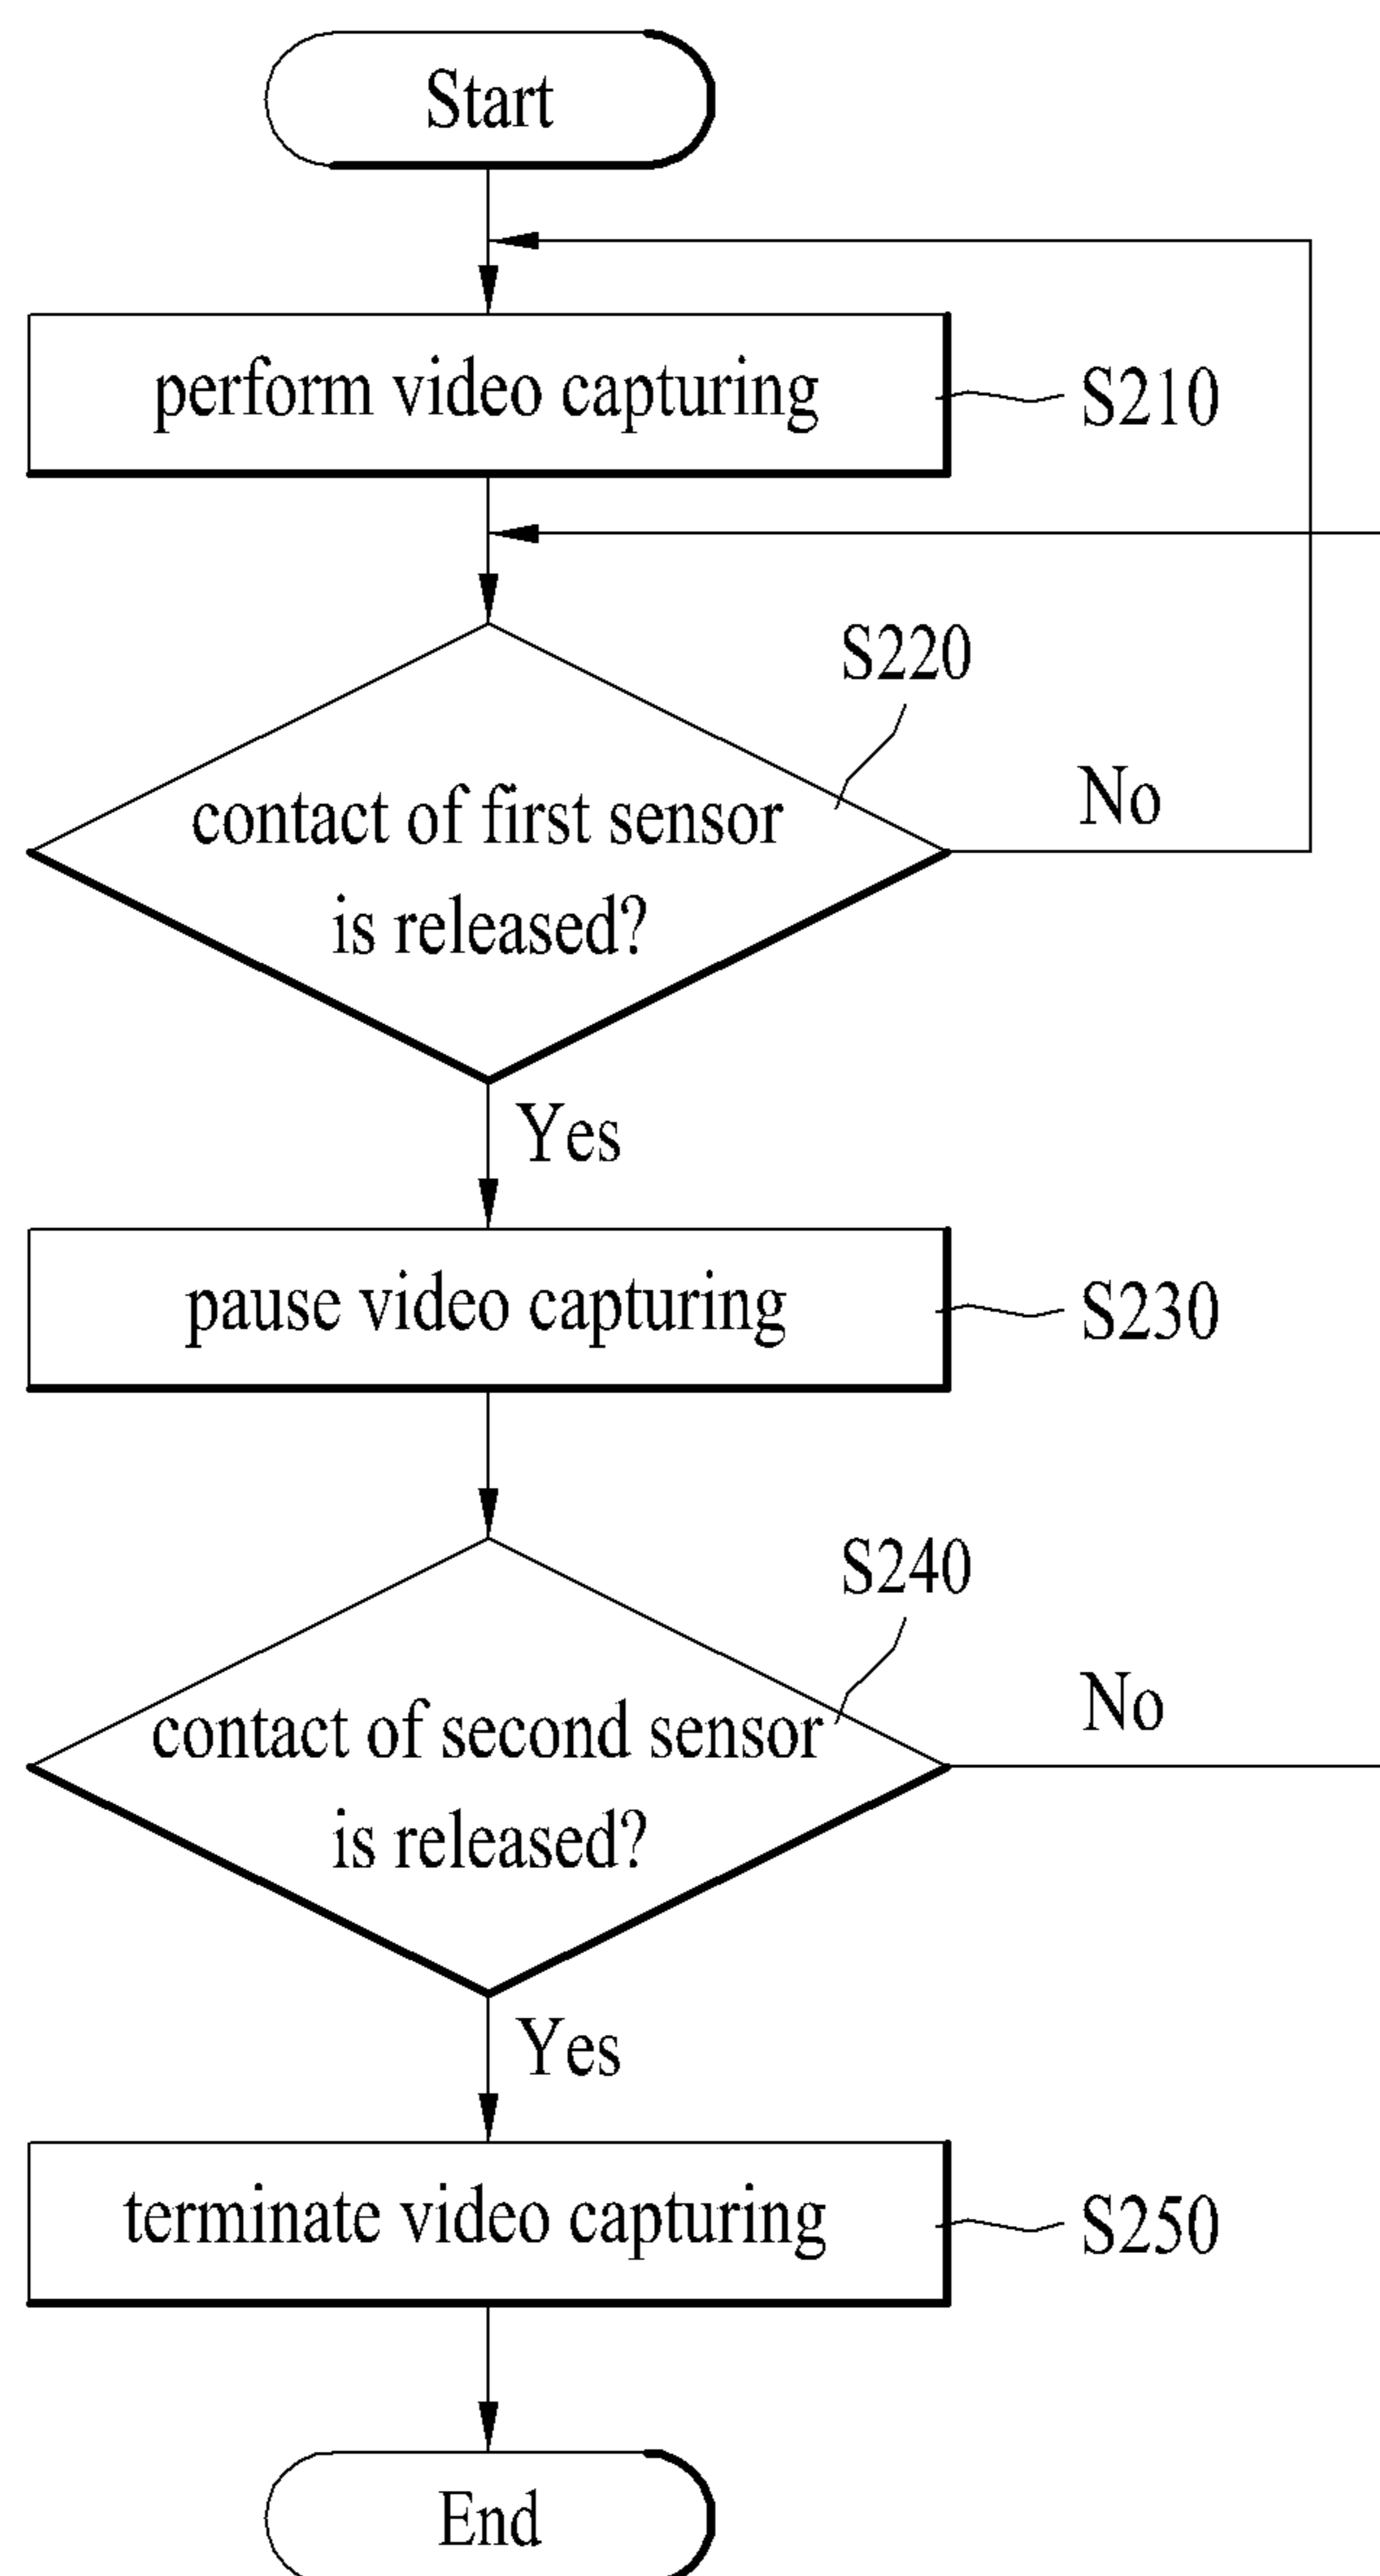 Start
perform video capturing
S210
S220
contact of first sensor
is released?
No
Yes
pause video capturing
S230
S240
contact of second sensor
is released?
No
Yes
terminate video capturing
S250
End